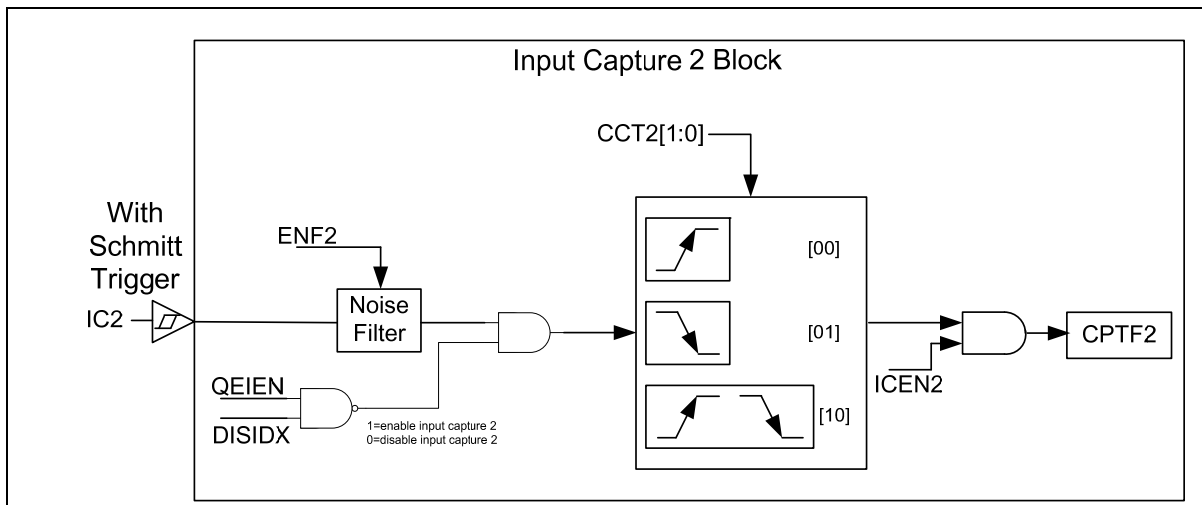 Input Capture 2 Block
CCT2[1:0]
With
Schmitt
Trigger
ENF2
[00]
IC2
Noise
Filter
[01]
CPTF2
QEIEN
ICEN2
DISIDX
1=enable input capture 2
0=disable input capture 2
[10]